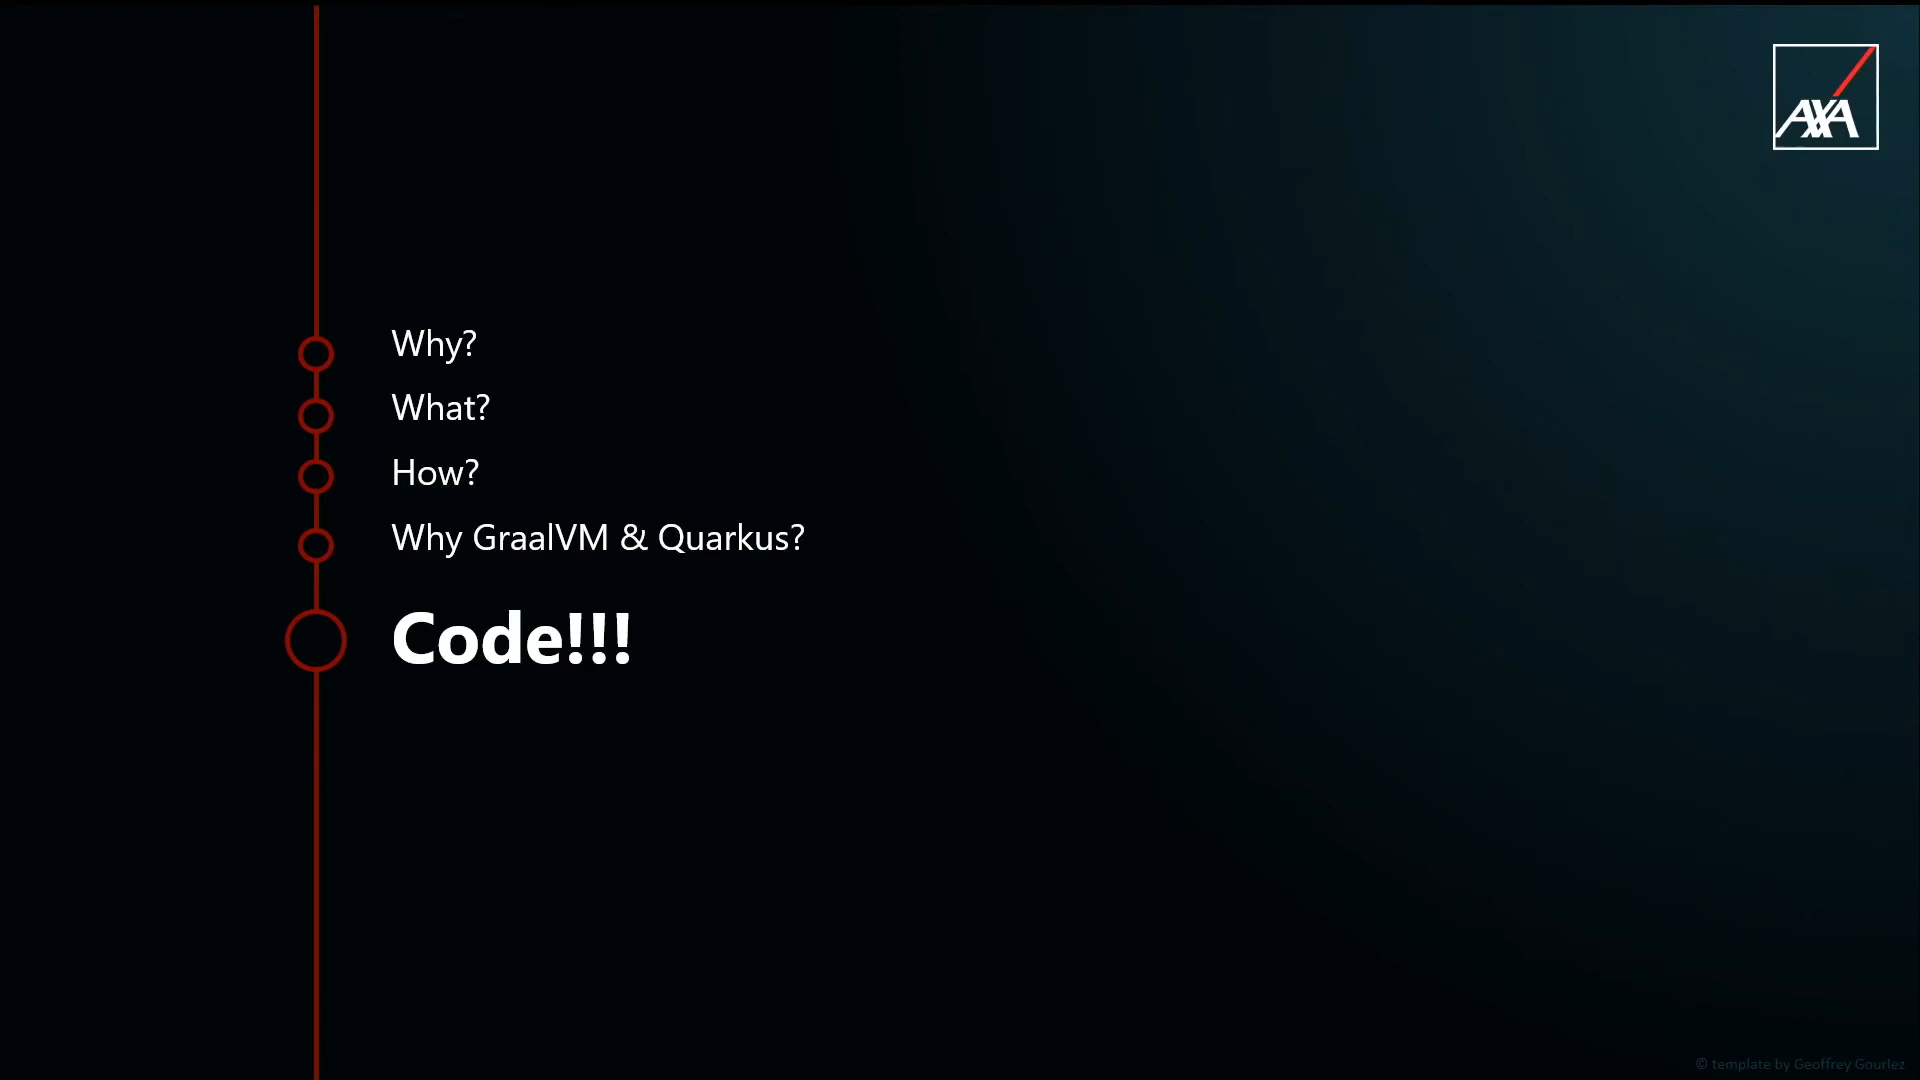 AXA
Why?
What?
How?
Why GraalVM & Quarkus?
Code!!!
© template by Geoffrey Gourlez